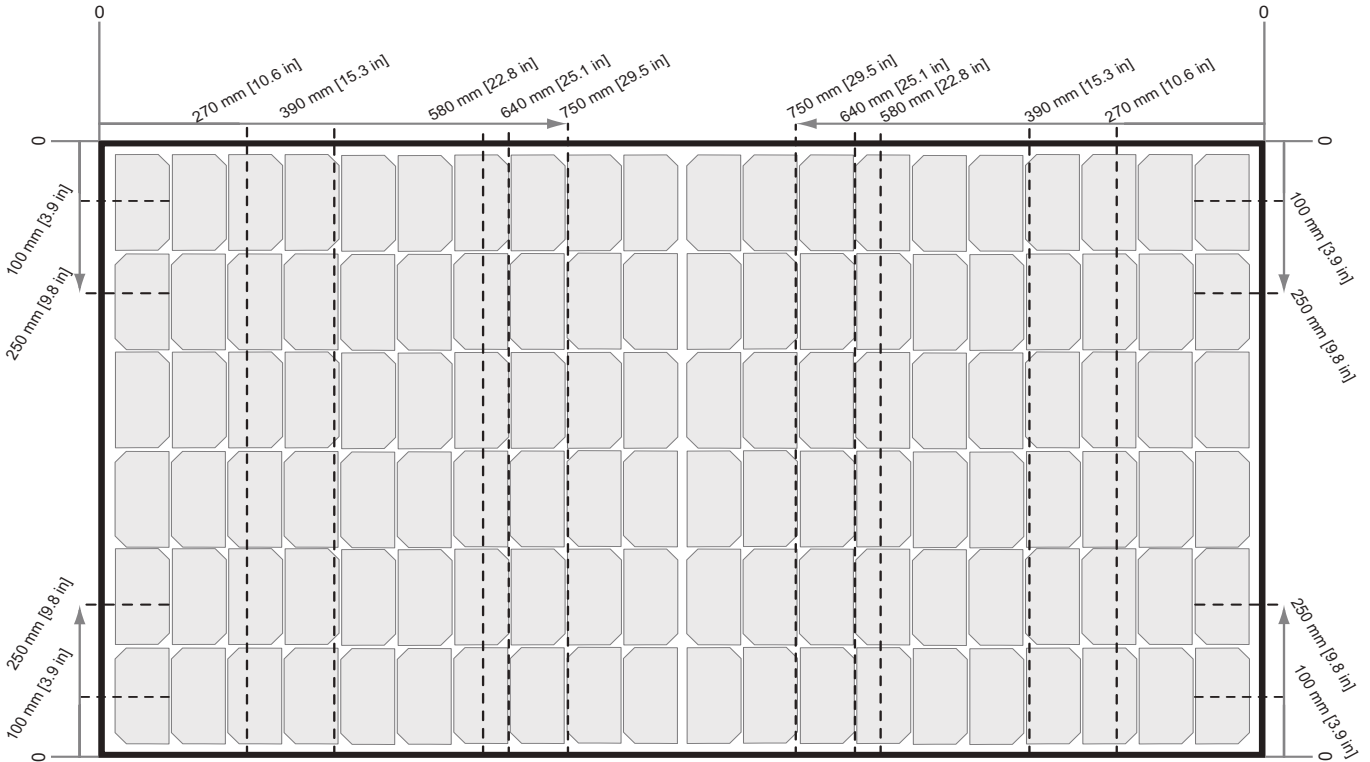 0
0
270 mm [10.6 in]
390 mm [15.3 in]
580 mm [22.8 in]
640 mm [25.1 in]
750 mm [29.5 in]
750 mm [29.5 in]
640 mm [25.1 in]
580 mm [22.8 in]
390 mm [15.3 in]
270 mm [10.6 in]
0
0
100 mm [3.9 in]
100 mm [3.9 in]
250 mm [9.8 in]
250 mm [9.8 in]
250 mm [9.8 in]
250 mm [9.8 in]
100 mm [3.9 in]
100 mm [3.9 in]
0
0